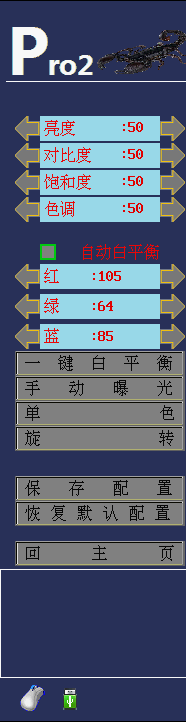 Pro2
亮度 :50
对比度 :50
饱和度 :50
色调 :50
自动白平衡
红 :105
绿 :64
蓝 :85
一键白平衡
手动曝光
单色
旋转
保存配置
恢复默认配置
回主页